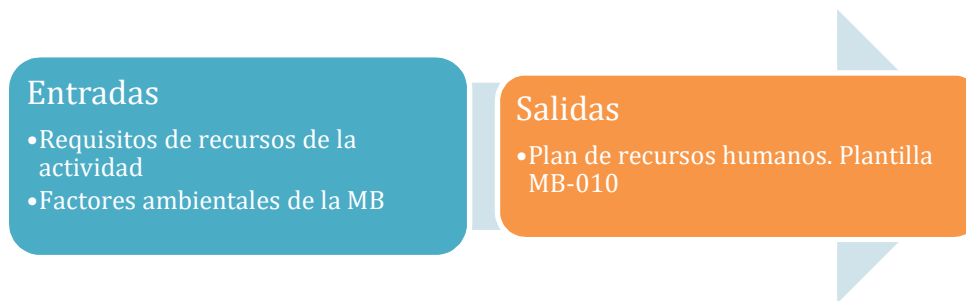 Entradas
•Requisitos de recursos de la
actividad
•Factores ambientales de la MB
Salidas
•Plan de recursos humanos. Plantilla
MB-010